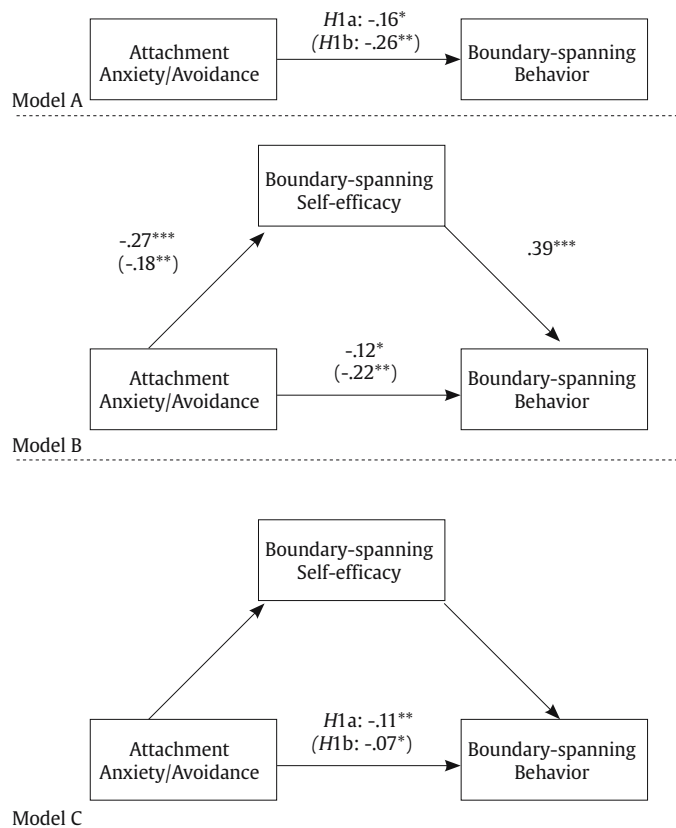 H1a: -.16*
(H1b: -.26**)
Attachment
Anxiety/Avoidance
Boundary-spanning
Behavior
Model A
Boundary-spanning
Self-efficacy
-.27***
(-.18**)
.39***
-.12*
(-.22**)
Attachment
Anxiety/Avoidance
Boundary-spanning
Behavior
Model B
Boundary-spanning
Self-efficacy
H1a: -.11**
(H1b: -.07*)
Attachment
Anxiety/Avoidance
Boundary-spanning
Behavior
Model C